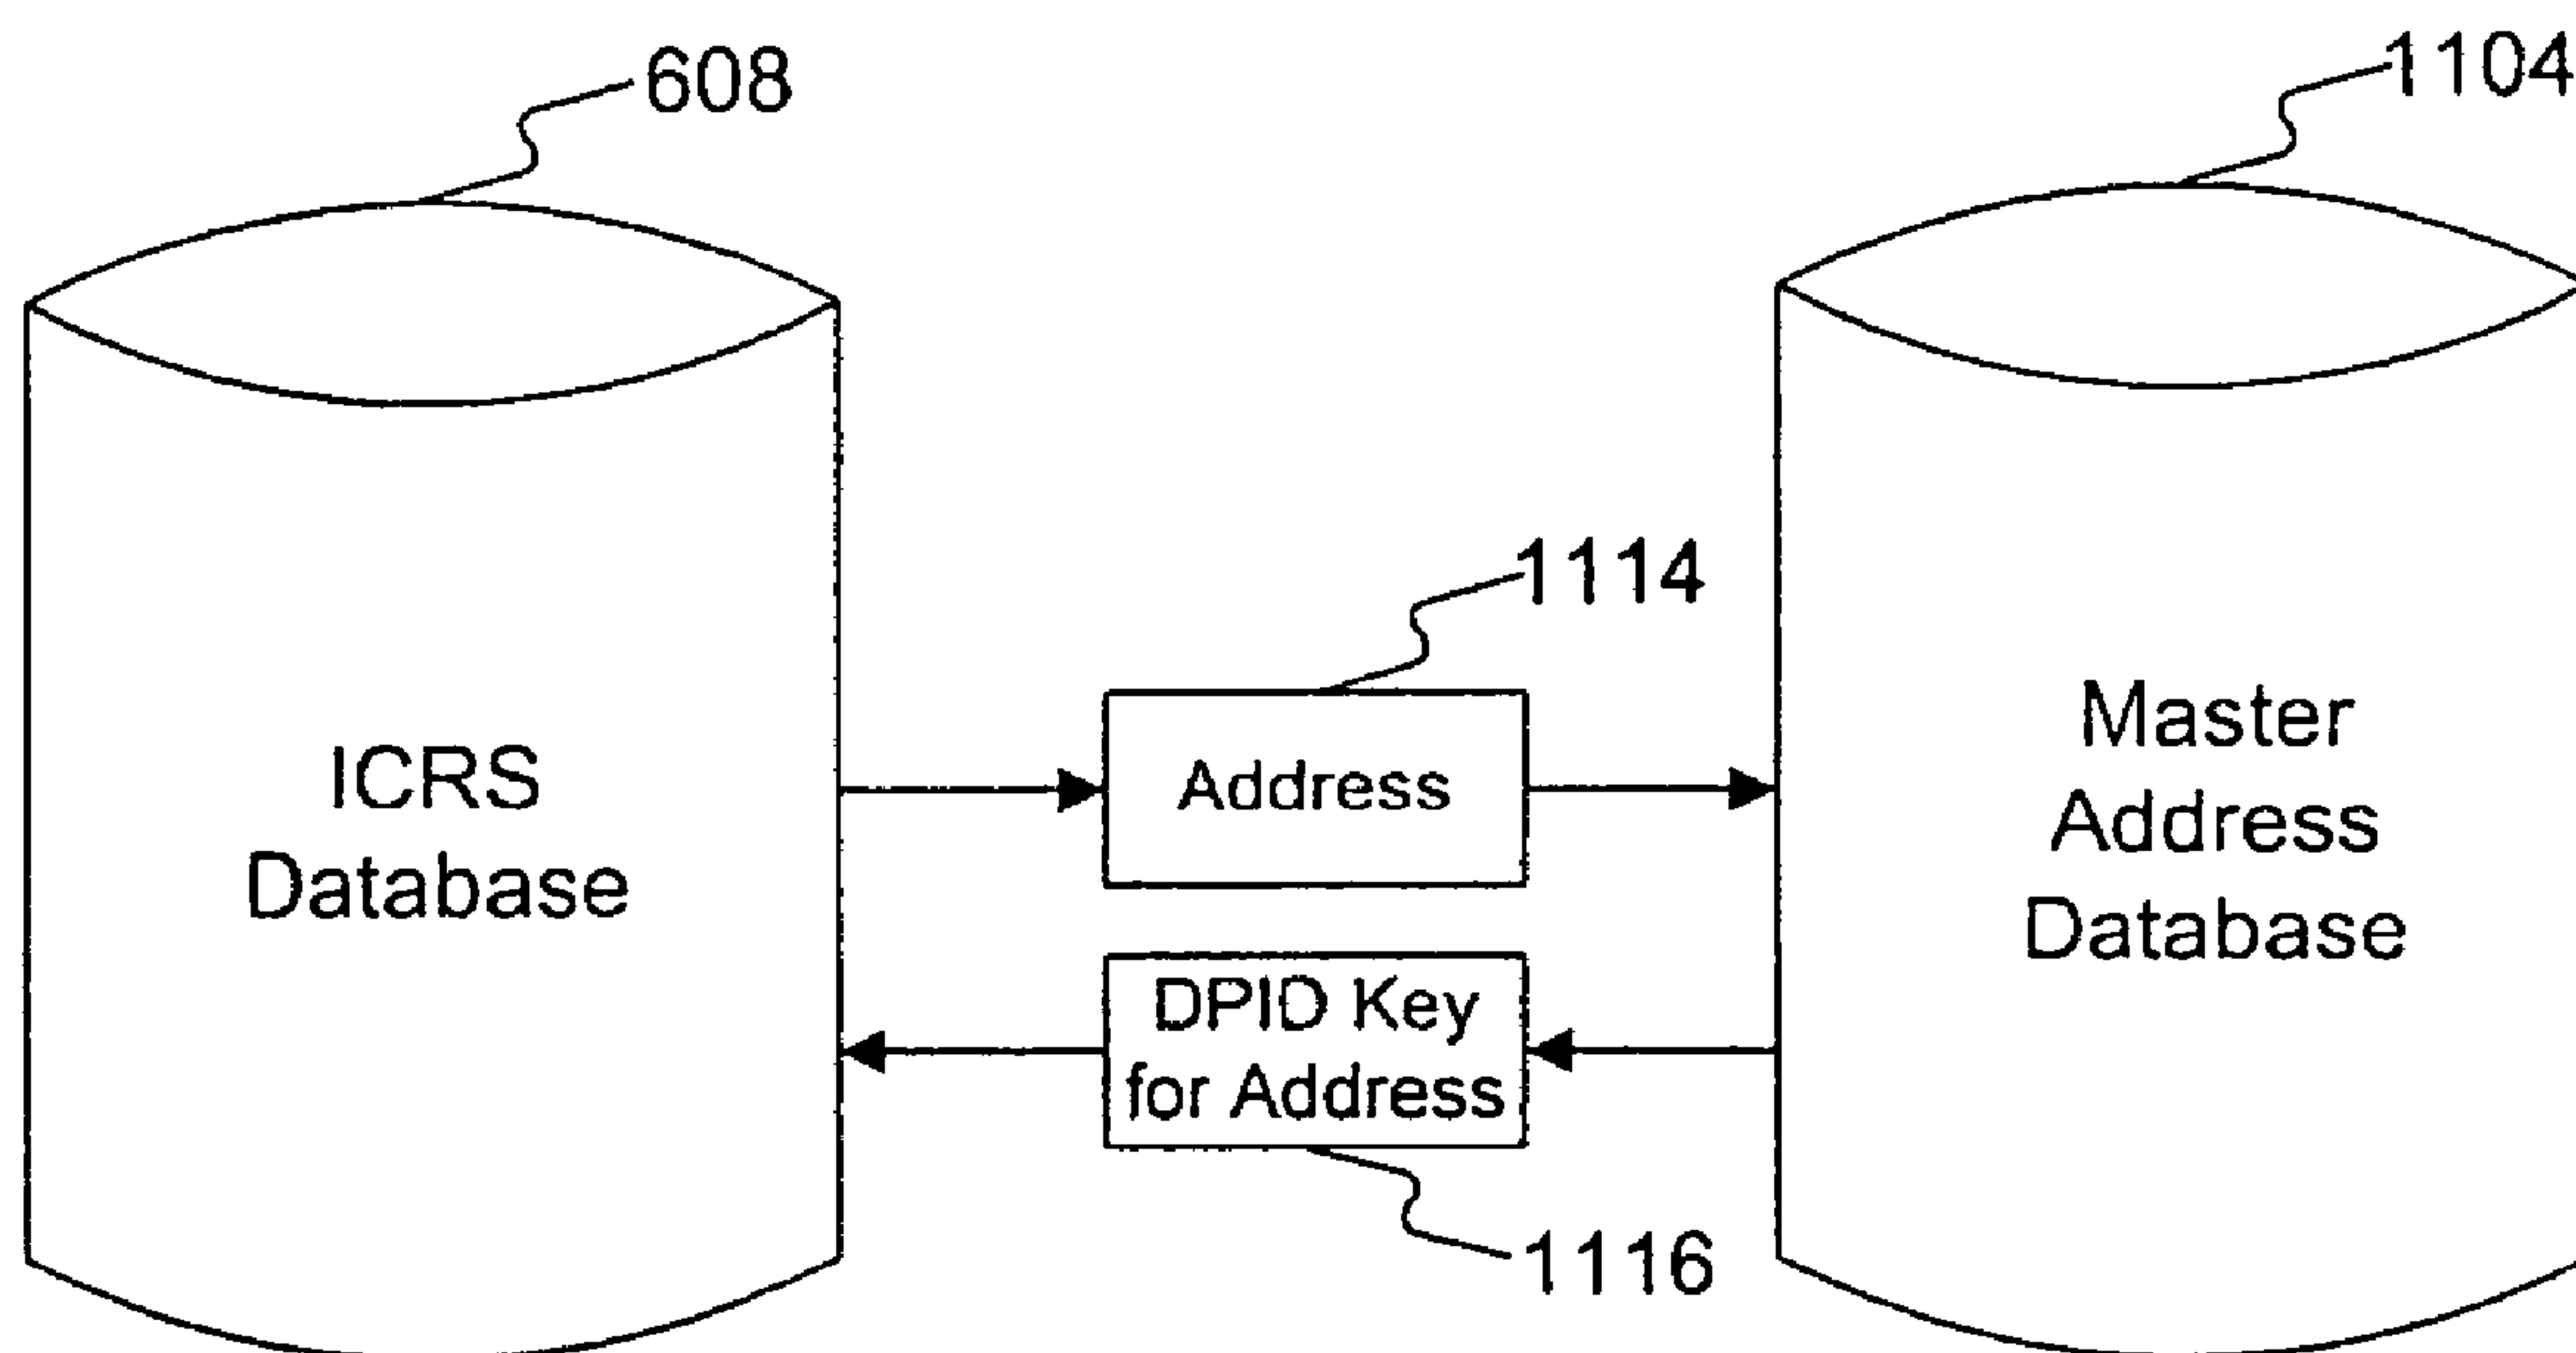 608
1104
1114
Address
ICRS
Database
Master
Address
Database
DPID Key
for Address
1116